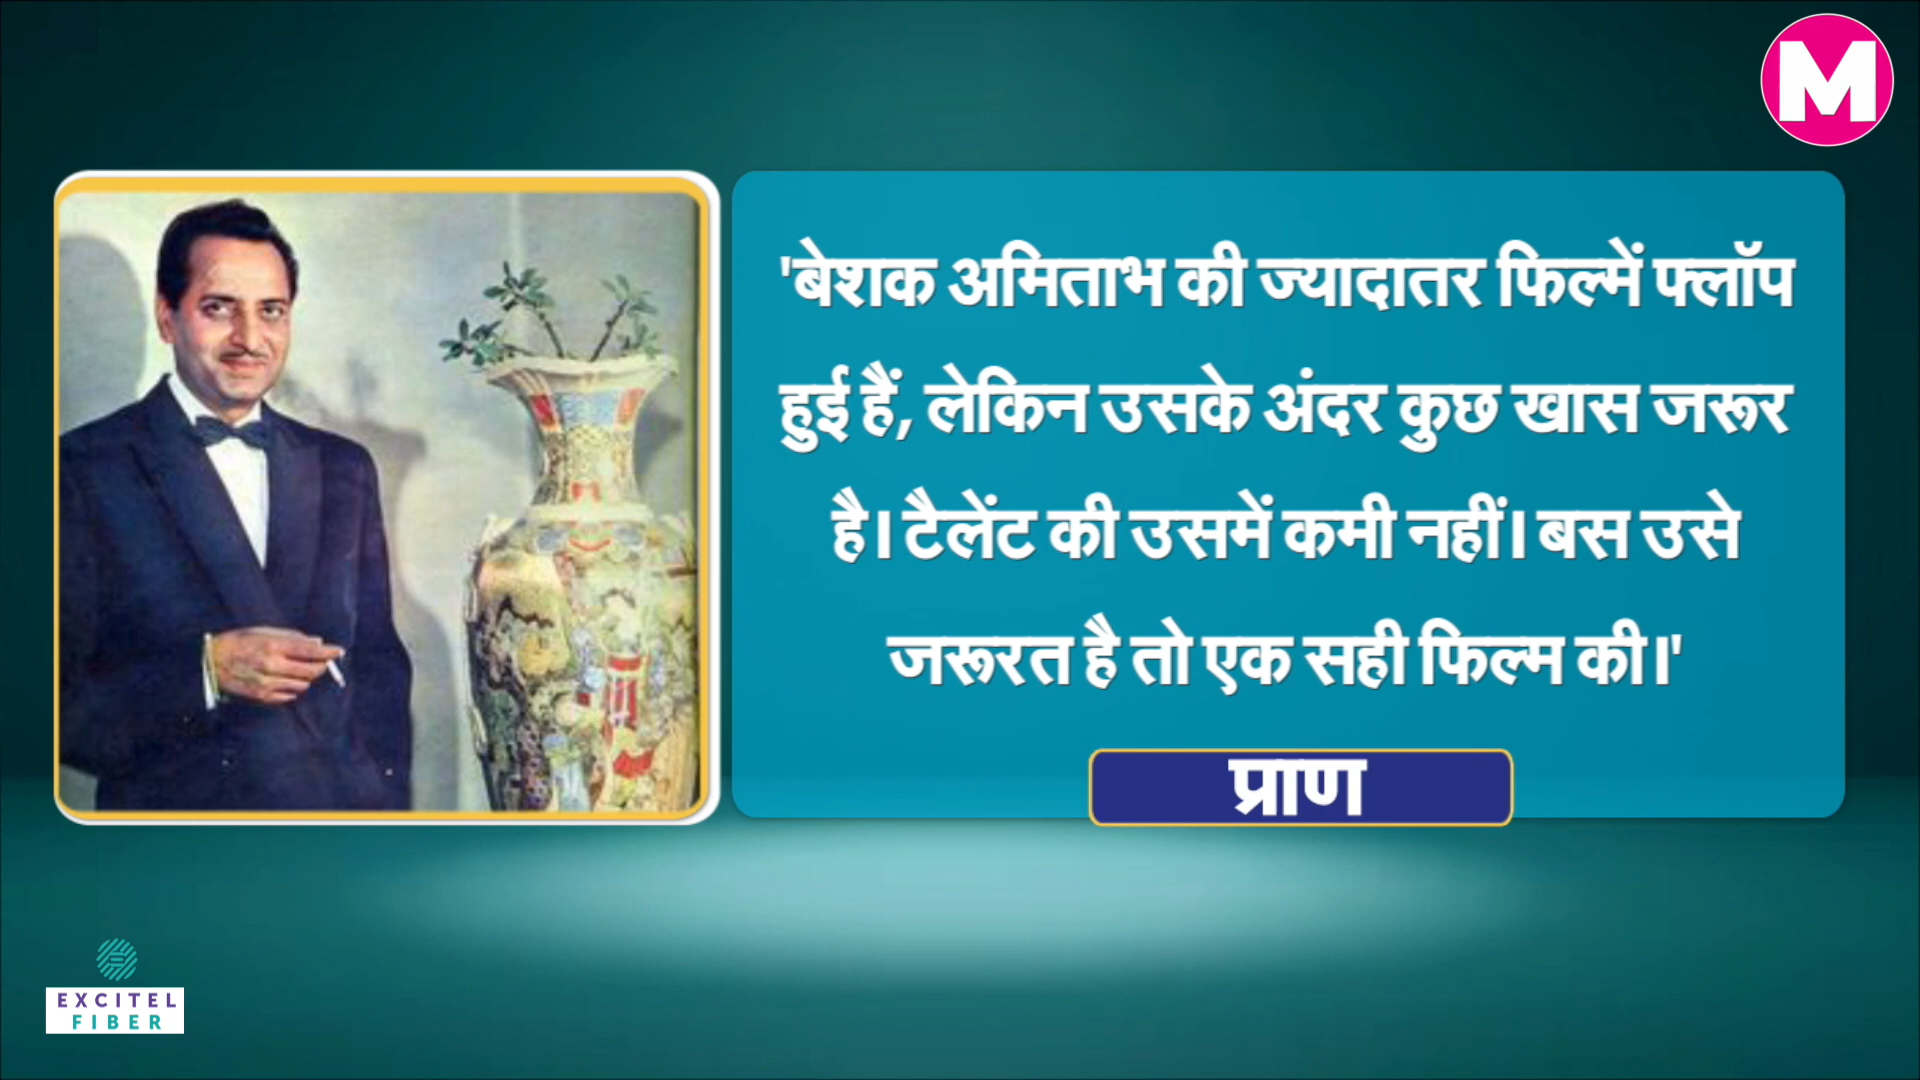 M
'बेशक अमिताभ की ज्यादातर फिल्में फ्लॉप
हुई हैं, लेकिन उसके अंदर कुछ खास जरूर
है। टैलेंट की उसमें कमी नहीं। बस उसे
जरूरत है तो एक सही फिल्म की।'
प्राण
EXCITEL
FIBER